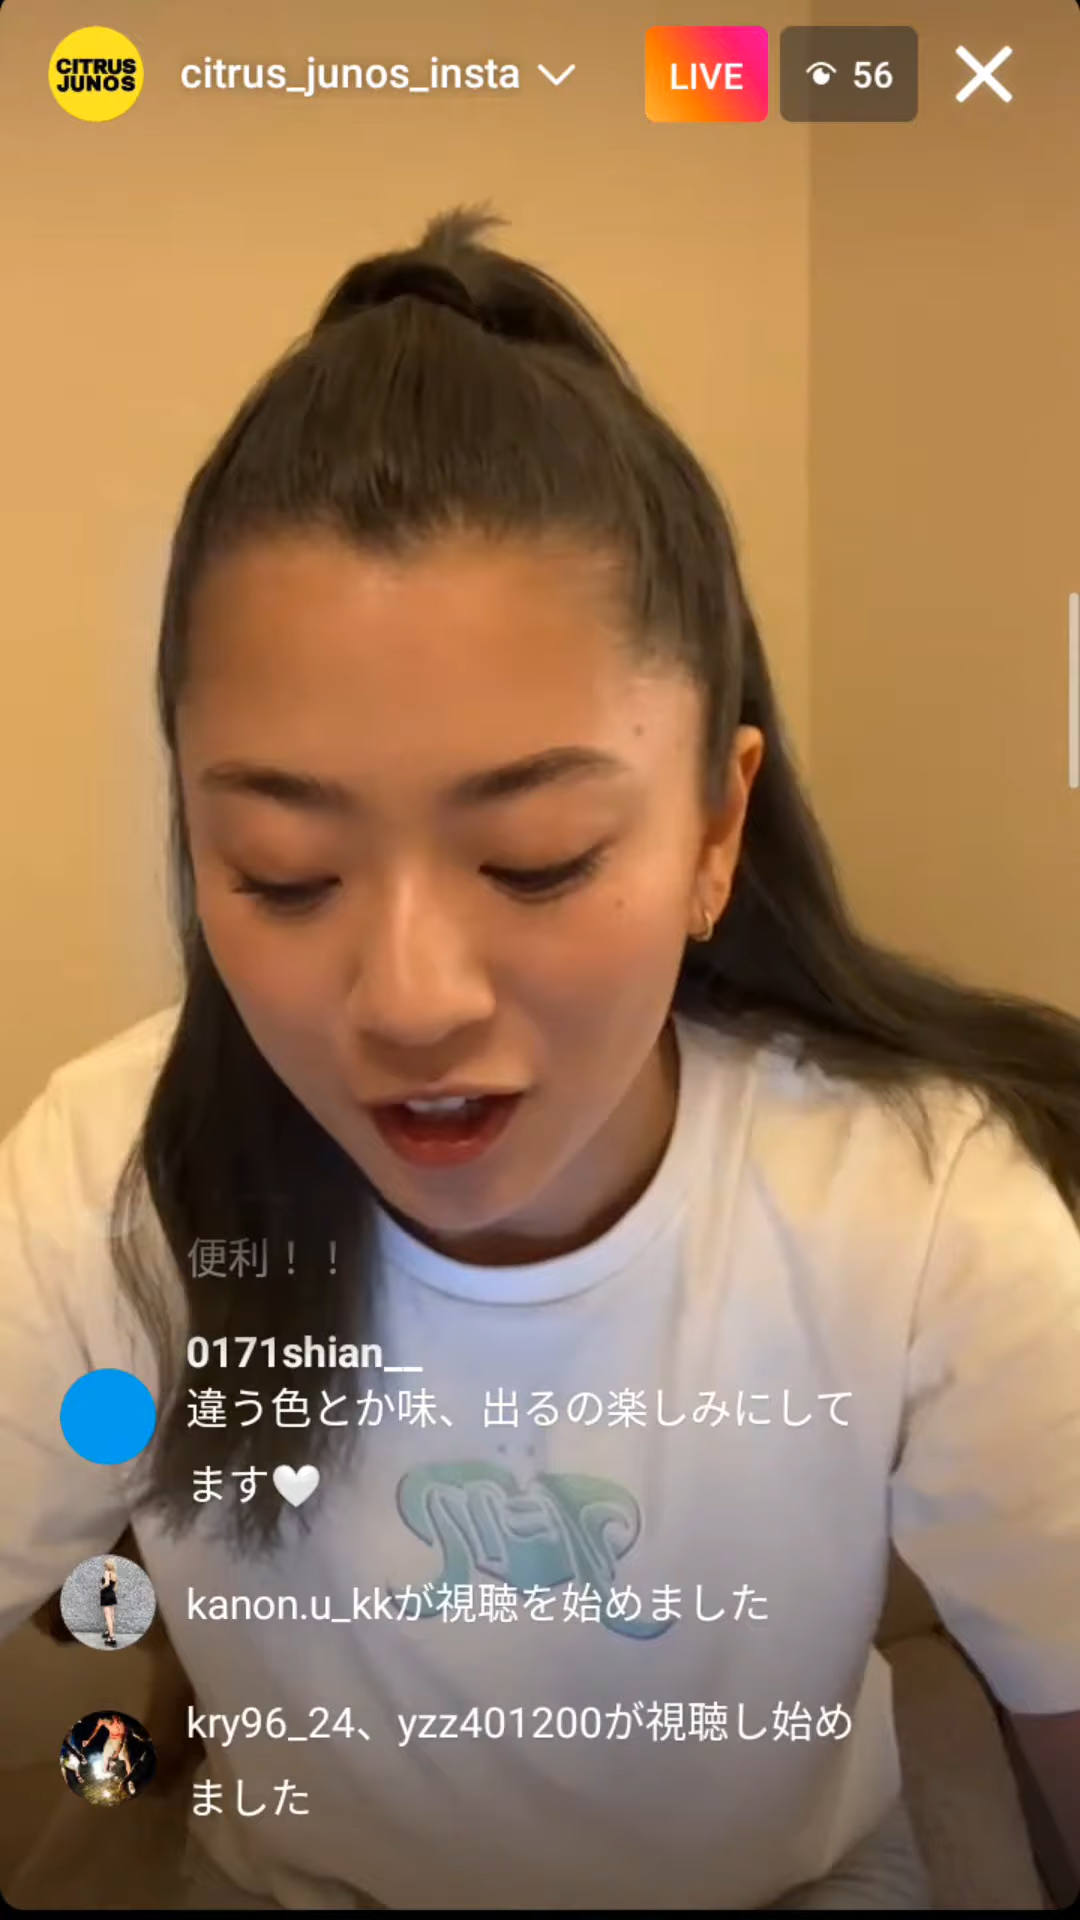 CITRUS
JUNOS
citrus_junos_insta
LIVE
56
便利！！
0171shian__
違う色とか味、出るの楽しみにして
ます🤍
kanon.u_kkが視聴を始めました
kry96_24、yzz401200が視聴し始め
ました